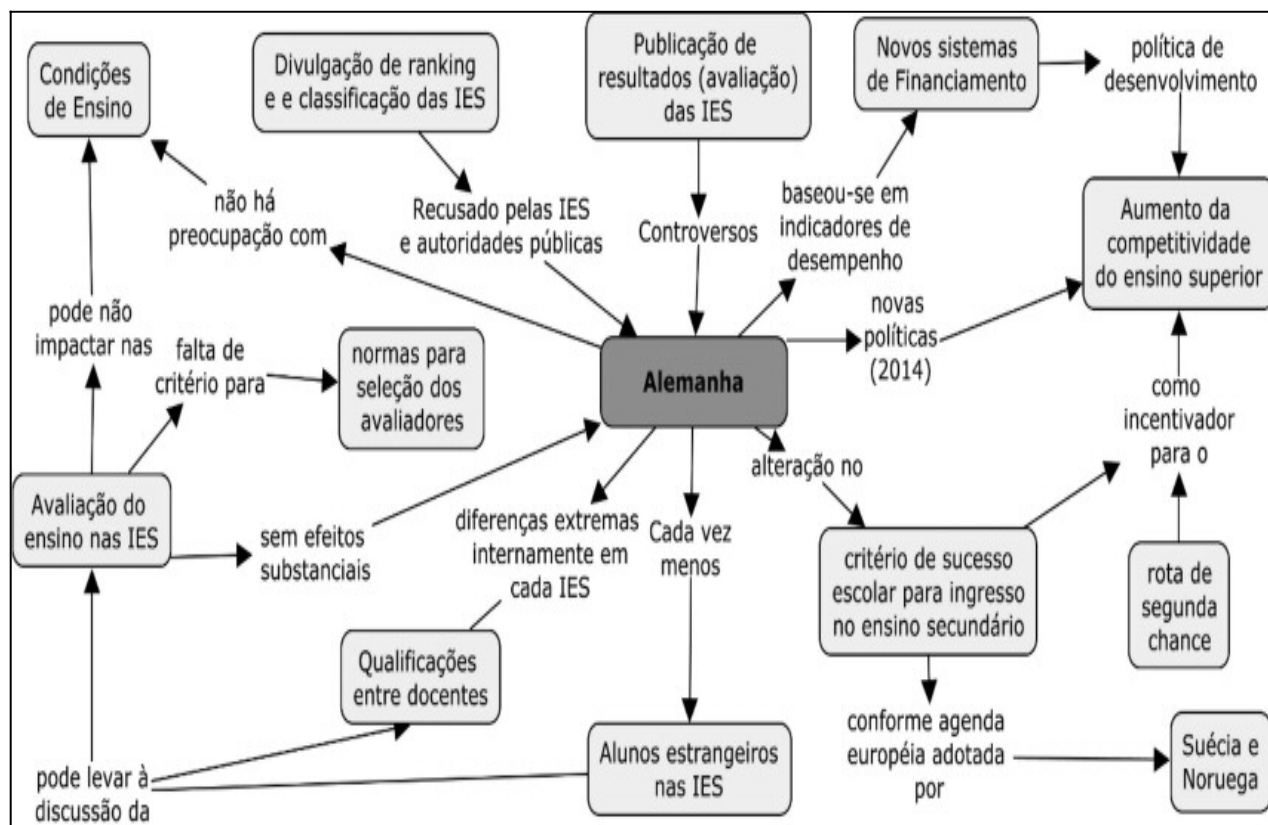 Condições
de Ensino
Divulgação de ranking
e e classificação das IES
Publicação de
resultados (avaliação)
das IES
Novos sistemas
de Financiamento
política de
desenvolvimento
não há
preocupação com
Recusado pelas IES
e autoridades públicas
Controversos
baseou-se em
indicadores de
desempenho
Aumento da
competitividade
do ensino superior
pode não
impactar nas
falta de
critério para
normas para
seleção dos
avaliadores
Alemanha
novas
políticas
(2014)
como
incentivador
para o
alteração no
Avaliação do
ensino nas IES
sem efeitos
substanciais
diferenças extremas
internamente em
cada IES
Cada vez
menos
critério de sucesso
escolar para ingresso
no ensino secundário
rota de
segunda
chance
Qualificações
entre docentes
pode levar à
discussão da
Alunos estrangeiros
nas IES
conforme agenda
européia adotada
por
Suécia e
Noruega